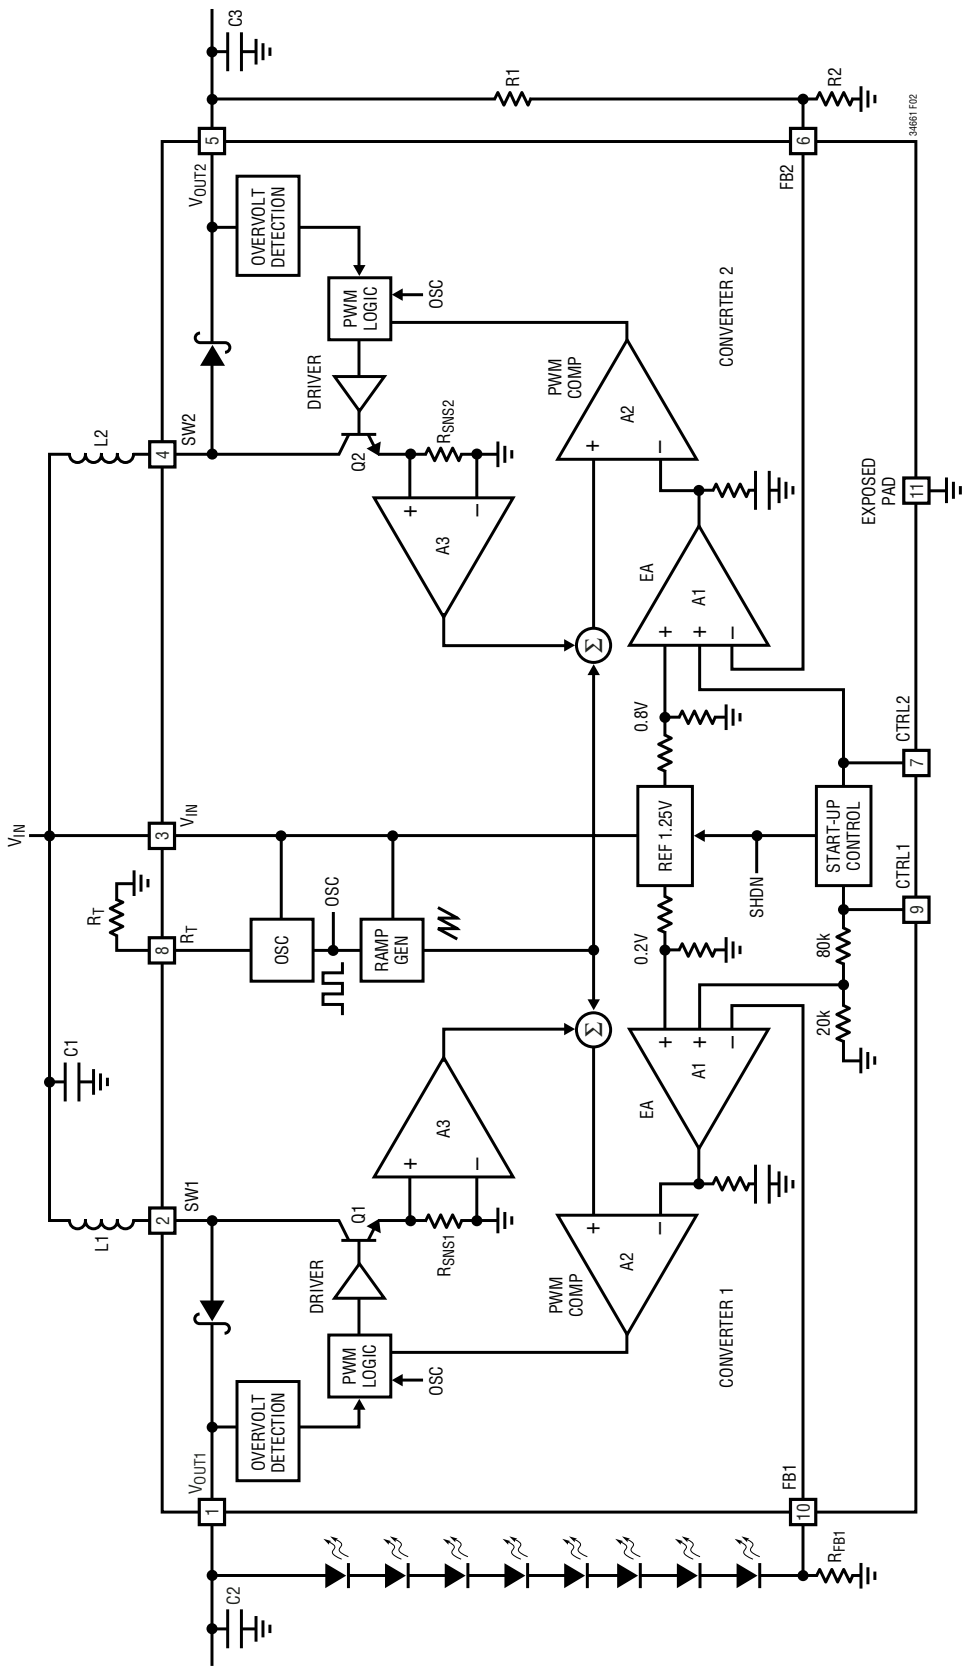 VIN
C1
L1
L2
RT
2
SW1
8
RT
3
VIN
4
SW2
VOUT1
1
C2
OVERVOLT
DETECTION
PWM
LOGIC
OSC
DRIVER
Q1
RSNS1
+
−
A3
OSC
OSC
RAMP
GEN
Q2
RSNS2
+
−
A3
DRIVER
PWM
LOGIC
OSC
OVERVOLT
DETECTION
VOUT2
5
C3
R1
PWM
COMP
A2
+
−
Σ
Σ
+
−
A2
PWM
COMP
CONVERTER 1
EA
A1
+
+
−
0.2V
REF 1.25V
0.8V
+
+
−
A1
EA
CONVERTER 2
SHDN
FB1
10
RFB1
20k
80k
START-UP
CONTROL
9
CTRL1
7
CTRL2
EXPOSED
PAD
11
FB2
6
R2
34661 F02